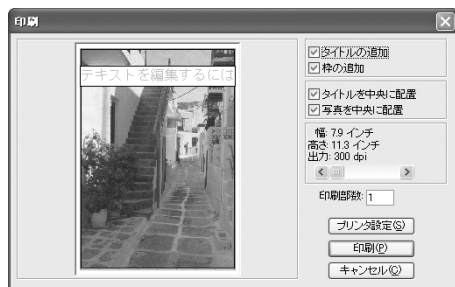 印刷
テキストを編集するには
タイトルの追加
枠の追加
タイトルを中央に配置
写真を中央に配置
幅: 7.9 インチ
高さ: 11.3 インチ
出力: 300 dpi
印刷部数: 1
プリンタ設定(S)
印刷(P)
キャンセル(C)